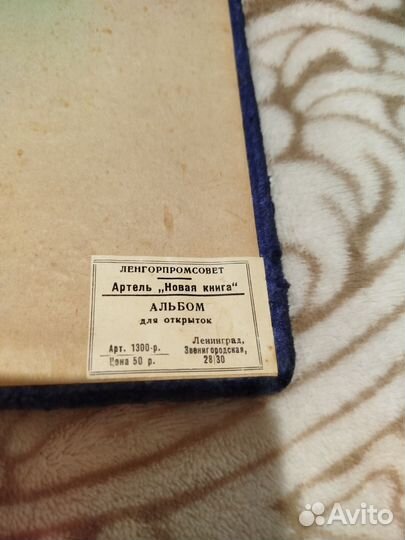 ЛЕНГОРПРОМСОВЕТ
Артель „Новая книга“
АЛЬБОМ
для открыток
Арт. 1300-р.
Цена 50 р.
Ленинград,
Звенигородская,
28|30
Avito